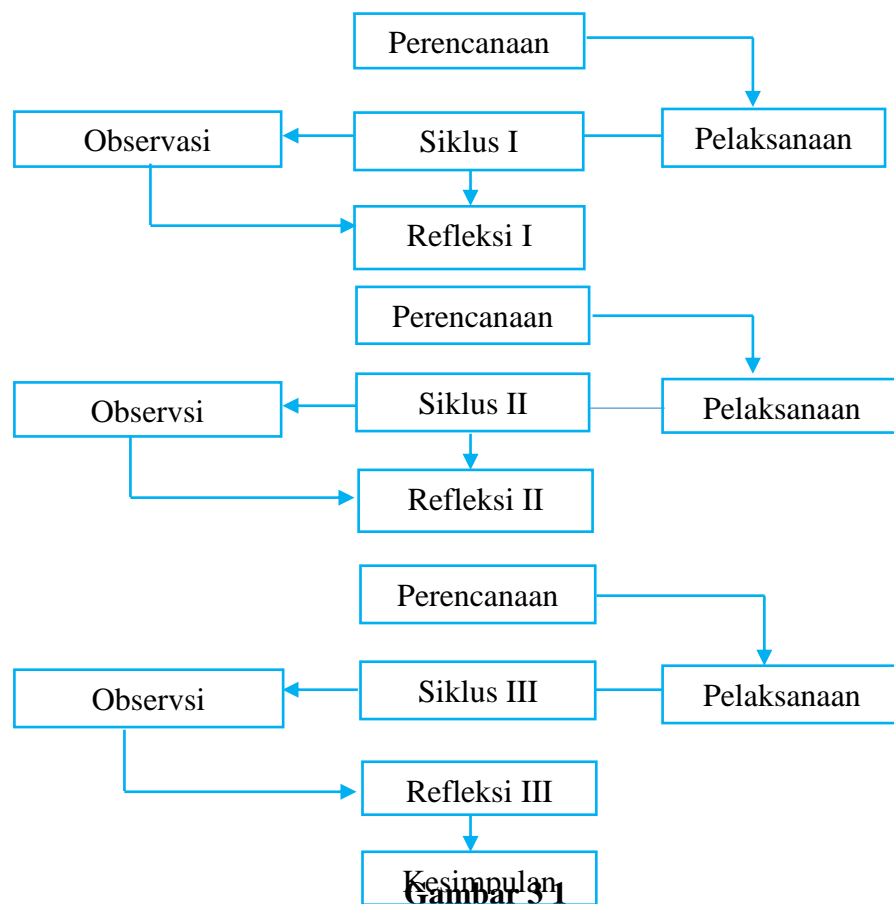 Perencanaan
Observasi
Siklus I
Pelaksanaan
Refleksi I
Perencanaan
Observsi
Siklus II
Pelaksanaan
Refleksi II
Perencanaan
Observsi
Siklus III
Pelaksanaan
Refleksi III
Kesimpulan
Gambar 3 1